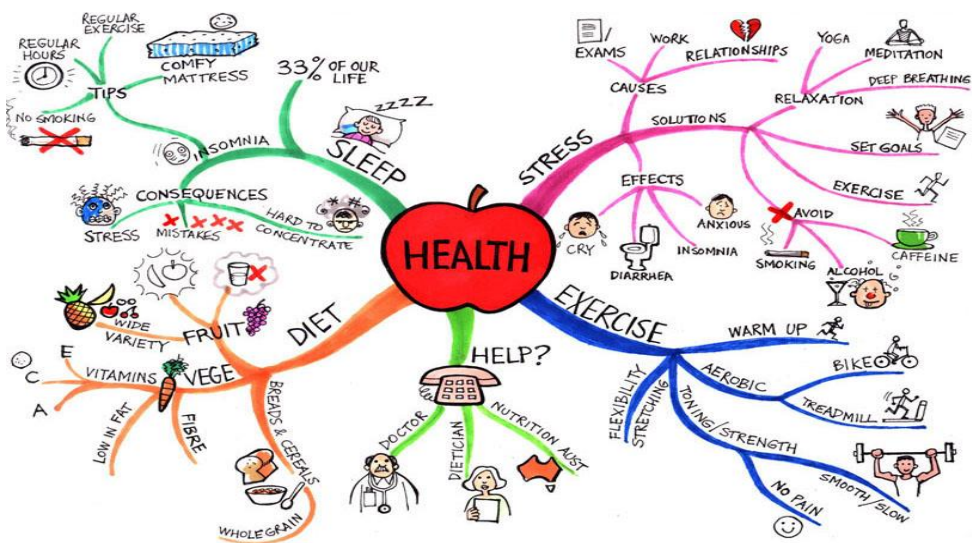 HEALTH
SLEEP
33% OF OUR
LIFE
ZZZZ
INSOMNIA
TIPS
REGULAR
EXERCISE
REGULAR
HOURS
COMFY
MATTRESS
NO SMOKING
CONSEQUENCES
STRESS
MISTAKES
HARD TO
CONCENTRATE
STRESS
CAUSES
EXAMS
WORK
RELATIONSHIPS
SOLUTIONS
RELAXATION
YOGA
MEDITATION
DEEP BREATHING
SET GOALS
EXERCISE
AVOID
SMOKING
ALCOHOL
CAFFEINE
EFFECTS
CRY
DIARRHEA
INSOMNIA
ANXIOUS
DIET
FRUIT
WIDE
VARIETY
VEGE
VITAMINS
E
C
A
LOW IN FAT
FIBRE
BREADS & CEREALS
WHOLEGRAIN
HELP?
DOCTOR
DIETICIAN
NUTRITION AUST
EXERCISE
WARM UP
AEROBIC
BIKE
TREADMILL
TONING/STRENGTH
SMOOTH/SLOW
NO PAIN
FLEXIBILITY
STRETCHING